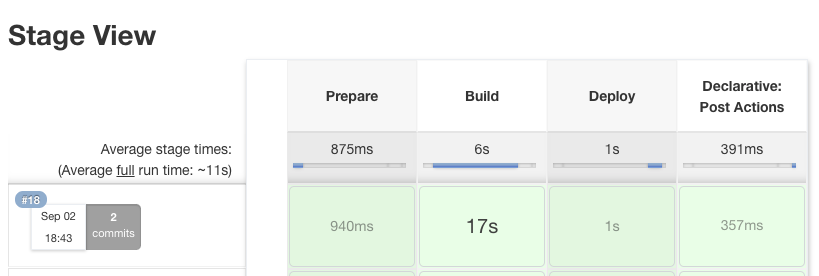 Stage View
Prepare
Build
Deploy
Declarative:
Post Actions
Average stage times:
(Average full run time: ~11s)
875ms
6s
1s
391ms
#18
Sep 02
18:43
2
commits
940ms
17s
1s
357ms